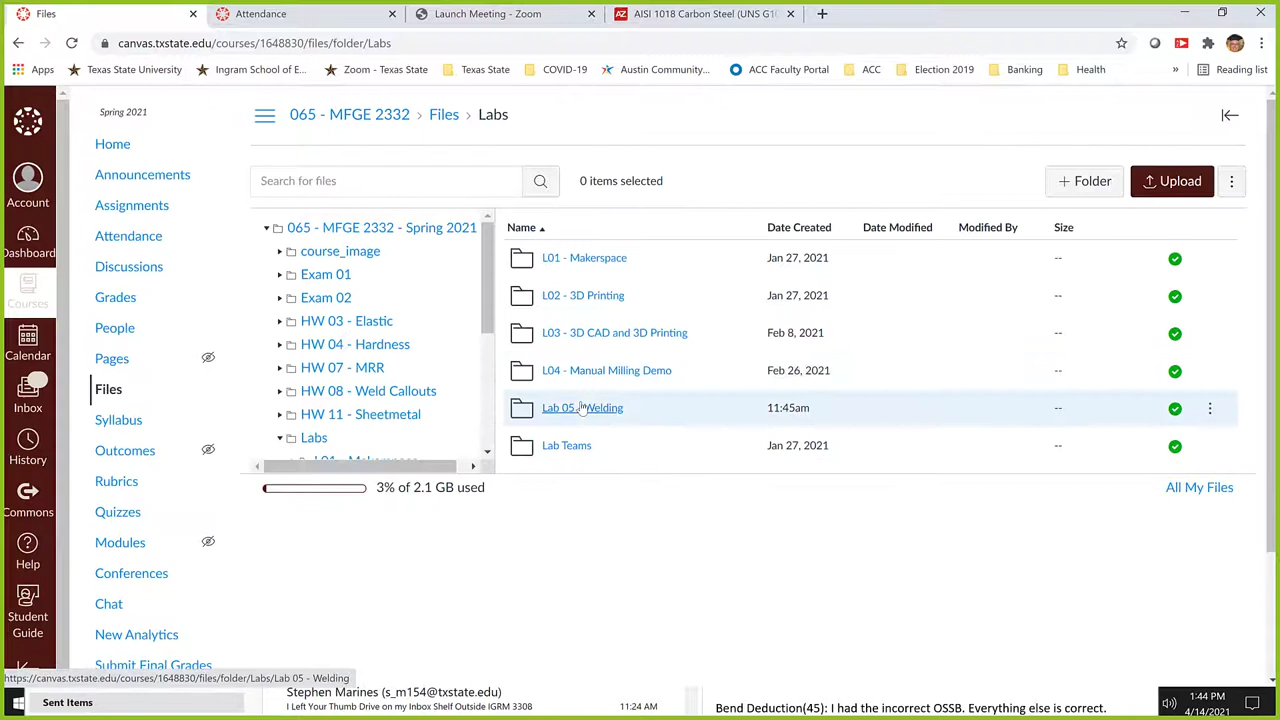 Files
Attendance
Launch Meeting - Zoom
AISI 1018 Carbon Steel (UNS G10
canvas.txstate.edu/courses/1648830/files/folder/Labs
Apps
Texas State University
Ingram School of E...
Zoom - Texas State
Texas State
COVID-19
Austin Community...
ACC Faculty Portal
ACC
Election 2019
Banking
Health
»
Reading list
Account
Dashboard
Courses
Calendar
Inbox
History
Commons
Help
Student
Guide
Spring 2021
Home
Announcements
Assignments
Attendance
Discussions
Grades
People
Pages
Files
Syllabus
Outcomes
Rubrics
Quizzes
Modules
Conferences
Chat
New Analytics
Submit Final Grades
065 - MFGE 2332 > Files > Labs
Search for files
0 items selected
+ Folder
Upload
065 - MFGE 2332 - Spring 2021
course_image
Exam 01
Exam 02
HW 03 - Elastic
HW 04 - Hardness
HW 07 - MRR
HW 08 - Weld Callouts
HW 11 - Sheetmetal
Labs
L01 - Makerspace
Name Date Created Date Modified Modified By Size
L01 - Makerspace Jan 27, 2021 --
L02 - 3D Printing Jan 27, 2021 --
L03 - 3D CAD and 3D Printing Feb 8, 2021 --
L04 - Manual Milling Demo Feb 26, 2021 --
Lab 05 - Welding 11:45am --
Lab Teams Jan 27, 2021 --
3% of 2.1 GB used
All My Files
https://canvas.txstate.edu/courses/1648830/files/folder/Labs/Lab 05 - Welding
Sent Items
Stephen Marines (s_m154@txstate.edu)
I Left Your Thumb Drive on my Inbox Shelf Outside IGRM 3308 11:24 AM
Bend Deduction(45): I had the incorrect OSSB. Everything else is correct.
1:44 PM
4/14/2021